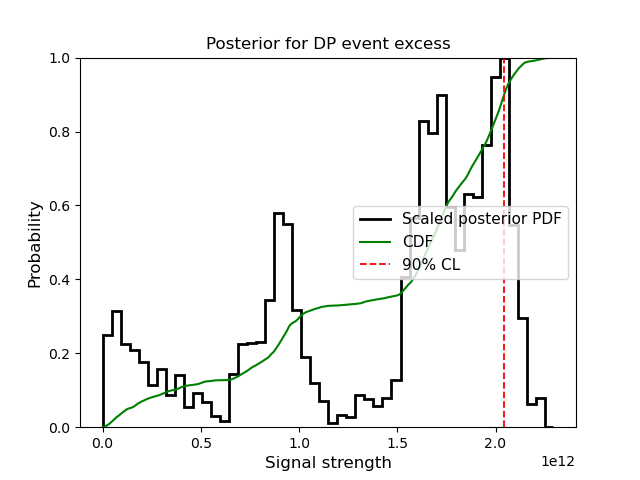 Posterior for DP event excess
Probability
1.0
0.8
0.6
0.4
0.2
0.0
Scaled posterior PDF
CDF
90% CL
0.0
0.5
1.0
1.5
2.0
1e12
Signal strength